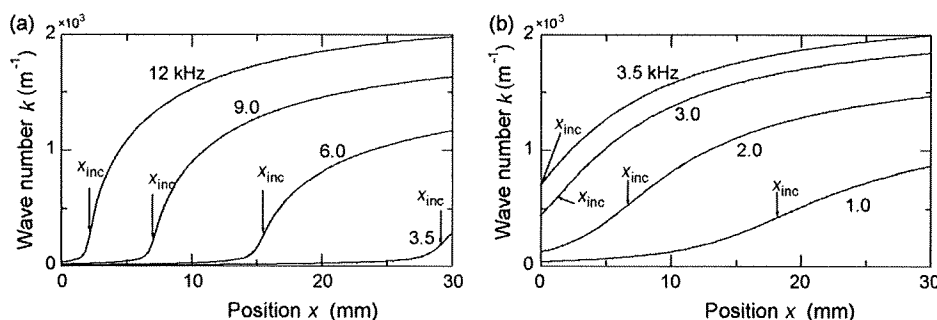 (a)
2
×10³
Wave number k (m⁻¹)
1
0
12 kHz
9.0
6.0
3.5
x_inc
x_inc
x_inc
x_inc
0
10
20
30
Position x (mm)
(b)
2
×10³
Wave number k (m⁻¹)
1
0
3.5 kHz
3.0
2.0
1.0
x_inc
x_inc
x_inc
x_inc
0
10
20
30
Position x (mm)